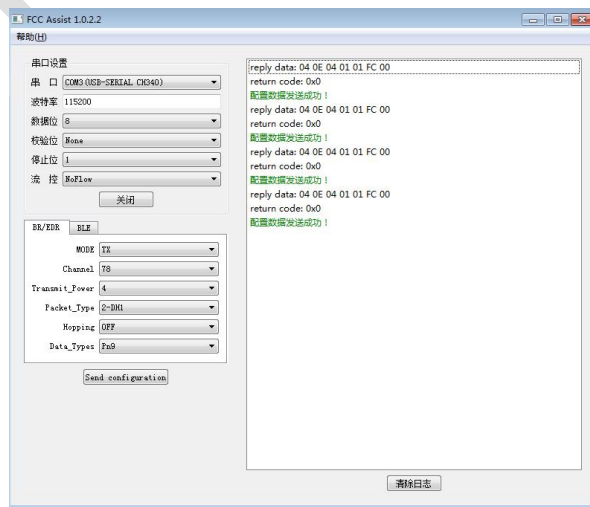 FCC Assist 1.0.2.2
帮助(H)
串口设置
串 口 COM3(USB-SERIAL CH340)
波特率 115200
数据位 8
校验位 None
停止位 1
流 控 NoFlow
关闭
BR/EDR BLE
MODE TX
Channel 78
Transmit_Power 4
Packet_Type 2-DH1
Hopping OFF
Data_Types Pn9
Send configuration
reply data: 04 0E 04 01 01 FC 00
return code: 0x0
配置数据发送成功！
reply data: 04 0E 04 01 01 FC 00
return code: 0x0
配置数据发送成功！
reply data: 04 0E 04 01 01 FC 00
return code: 0x0
配置数据发送成功！
reply data: 04 0E 04 01 01 FC 00
return code: 0x0
配置数据发送成功！
清除日志